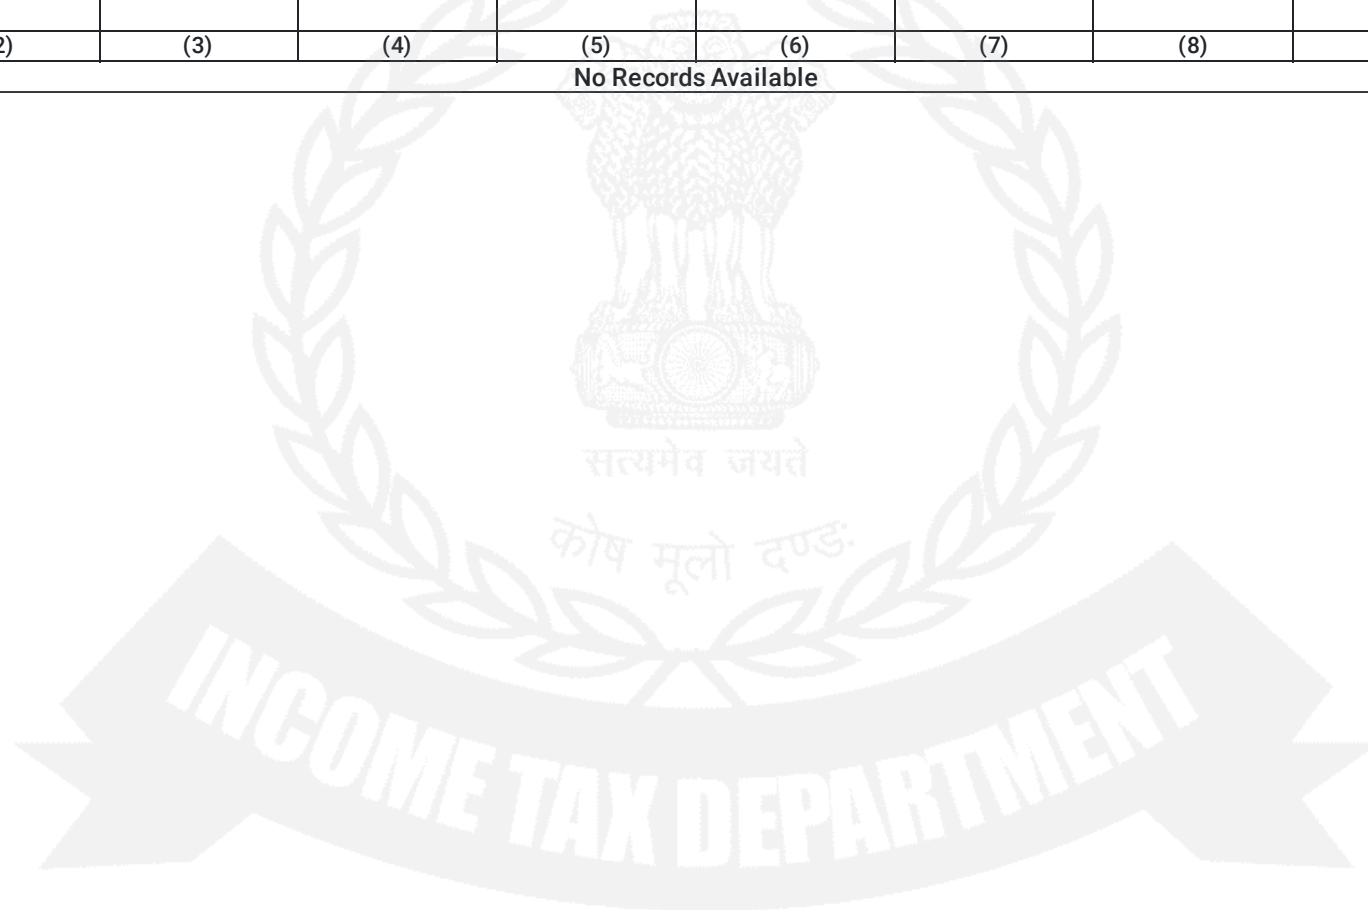 2) (3) (4) (5) (6) (7) (8)
No Records Available
सत्यमेव जयते
कोष मूलो दण्डः
INCOME TAX DEPARTMENT